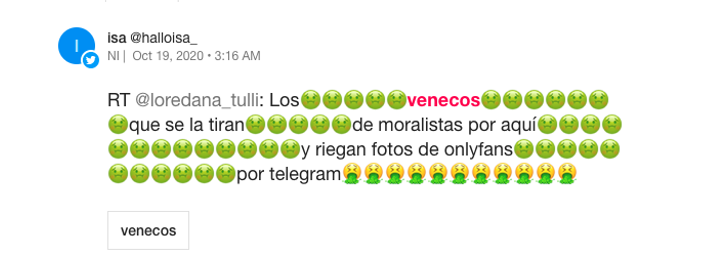 I
isa @halloisa_
NI | Oct 19, 2020 • 3:16 AM
RT @loredana_tulli: Los🤢🤢🤢🤢🤢venecos🤢🤢🤢🤢🤢🤢
🤢que se la tiran🤢🤢🤢🤢🤢de moralistas por aquí🤢🤢🤢🤢
🤢🤢🤢🤢🤢🤢🤢🤢🤢y riegan fotos de onlyfans🤢🤢🤢🤢🤢
🤢🤢🤢🤢🤢🤢por telegram🤮🤮🤮🤮🤮🤮🤮🤮🤮🤮🤮
venecos